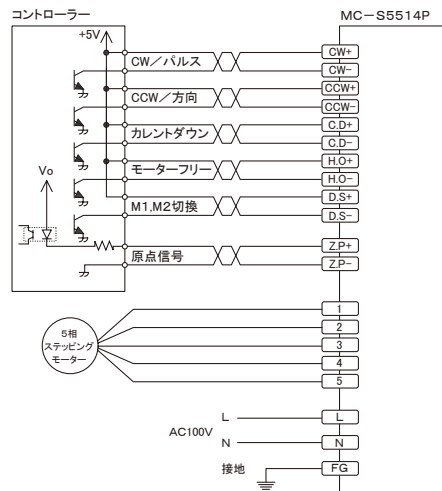 コントローラー
MC－S5514P
+5V
CW／パルス
CW+
CW-
CCW／方向
CCW+
CCW-
カレントダウン
C.D+
C.D-
モーターフリー
H.O+
H.O-
Vo
M1,M2切換
D.S+
D.S-
原点信号
Z.P+
Z.P-
5相
ステッピング
モーター
1
2
3
4
5
AC100V
L
L
N
N
接地
FG